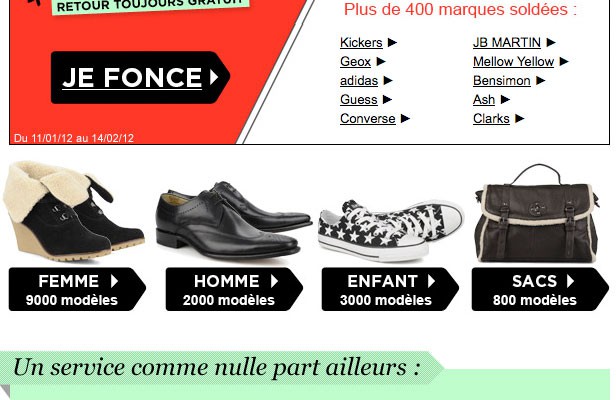 RETOUR TOUJOURS GRATUIT
Plus de 400 marques soldées :
JE FONCE
Kickers ►
Geox ►
adidas ►
Guess ►
Converse ►
JB MARTIN ►
Mellow Yellow ►
Bensimon ►
Ash ►
Clarks ►
Du 11/01/12 au 14/02/12
FEMME
9000 modèles
HOMME
2000 modèles
ENFANT
3000 modèles
SACS
800 modèles
Un service comme nulle part ailleurs :